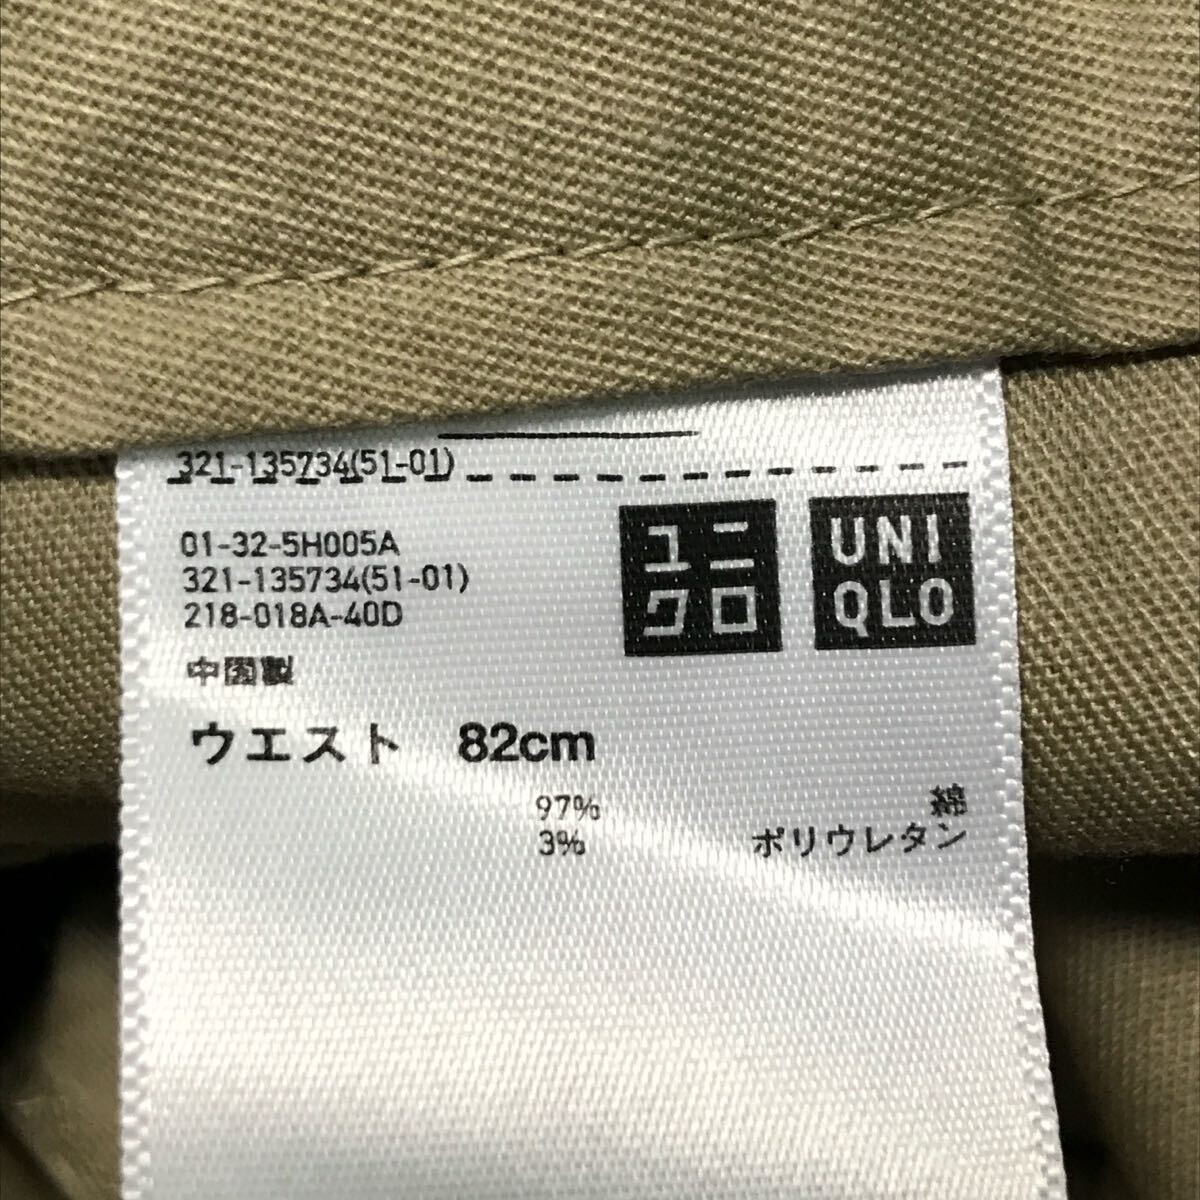 321-135734(51-01)
01-32-5H005A
321-135734(51-01)
218-018A-40D
ユニ
クロ
UNI
QLO
中国製
ウエスト 82cm
97% 綿
3% ポリウレタン